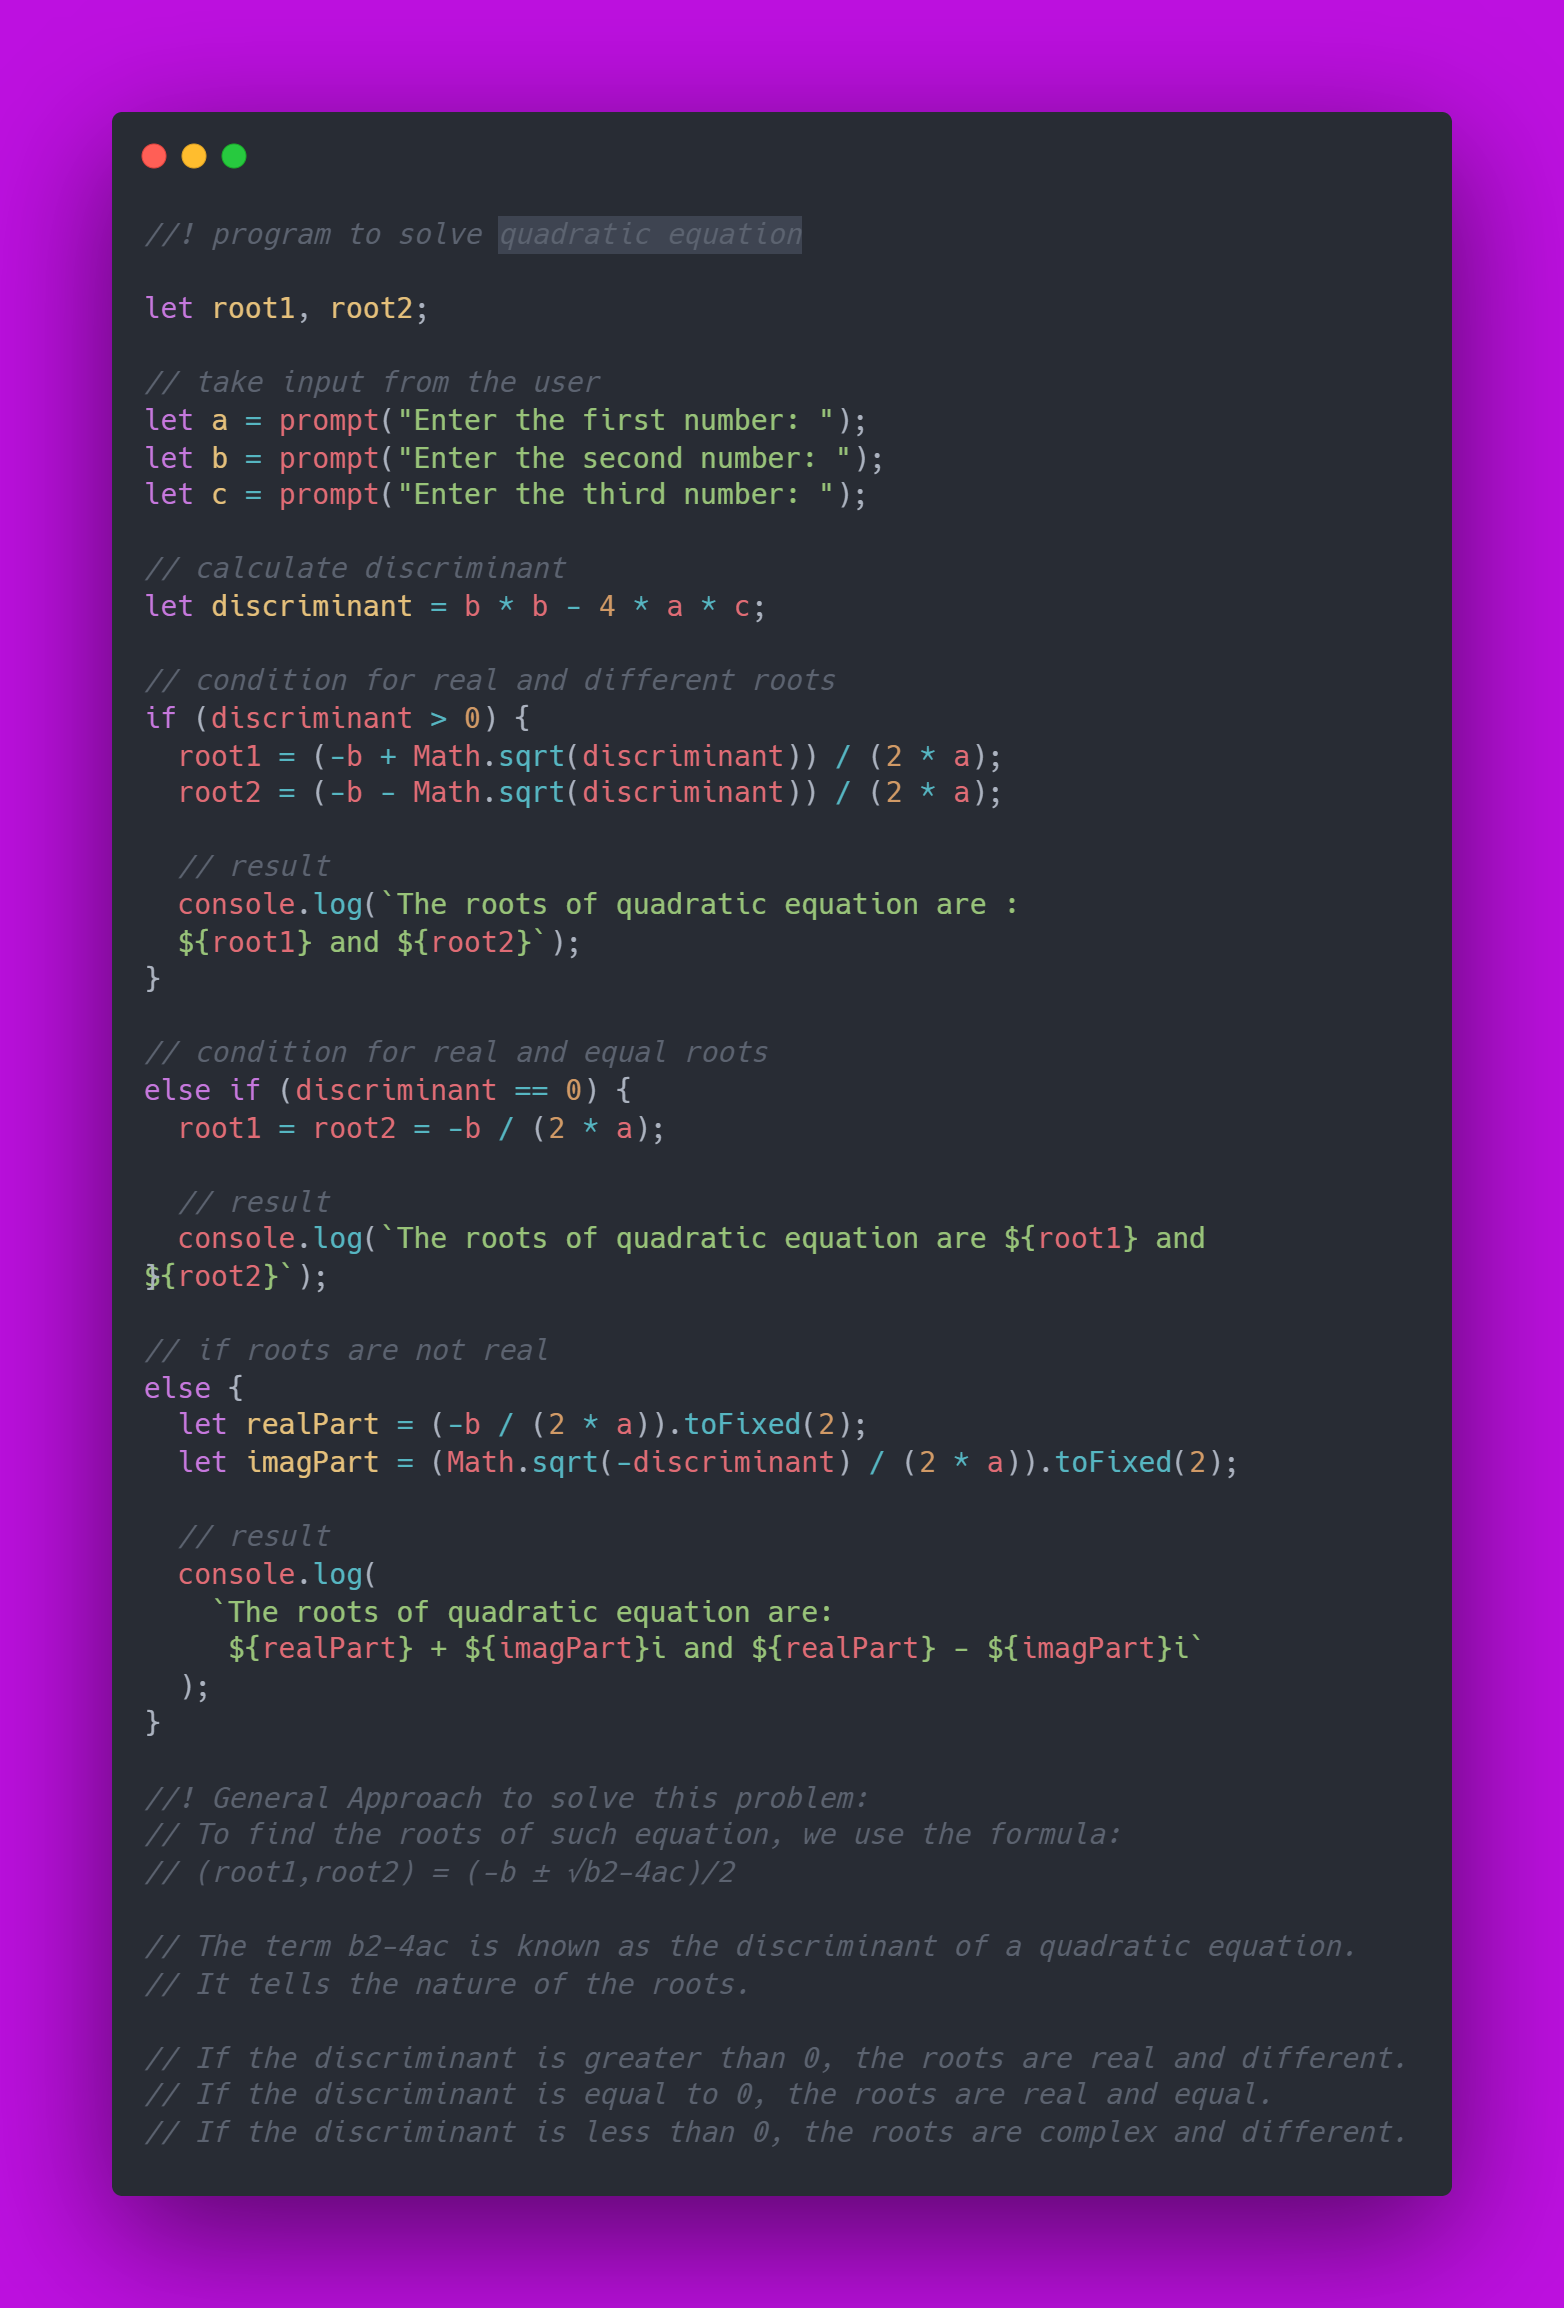 //! program to solve quadratic equation
let root1, root2;
// take input from the user
let a = prompt("Enter the first number: ");
let b = prompt("Enter the second number: ");
let c = prompt("Enter the third number: ");
// calculate discriminant
let discriminant = b * b - 4 * a * c;
// condition for real and different roots
if (discriminant > 0) {
  root1 = (-b + Math.sqrt(discriminant)) / (2 * a);
  root2 = (-b - Math.sqrt(discriminant)) / (2 * a);
  // result
  console.log(`The roots of quadratic equation are :
  ${root1} and ${root2}`);
}
// condition for real and equal roots
else if (discriminant == 0) {
  root1 = root2 = -b / (2 * a);
  // result
  console.log(`The roots of quadratic equation are ${root1} and
${root2}`);
}
// if roots are not real
else {
  let realPart = (-b / (2 * a)).toFixed(2);
  let imagPart = (Math.sqrt(-discriminant) / (2 * a)).toFixed(2);
  // result
  console.log(
    `The roots of quadratic equation are:
     ${realPart} + ${imagPart}i and ${realPart} - ${imagPart}i`
  );
}
//! General Approach to solve this problem:
// To find the roots of such equation, we use the formula:
// (root1,root2) = (-b ± √b2-4ac)/2
// The term b2-4ac is known as the discriminant of a quadratic equation.
// It tells the nature of the roots.
// If the discriminant is greater than 0, the roots are real and different.
// If the discriminant is equal to 0, the roots are real and equal.
// If the discriminant is less than 0, the roots are complex and different.